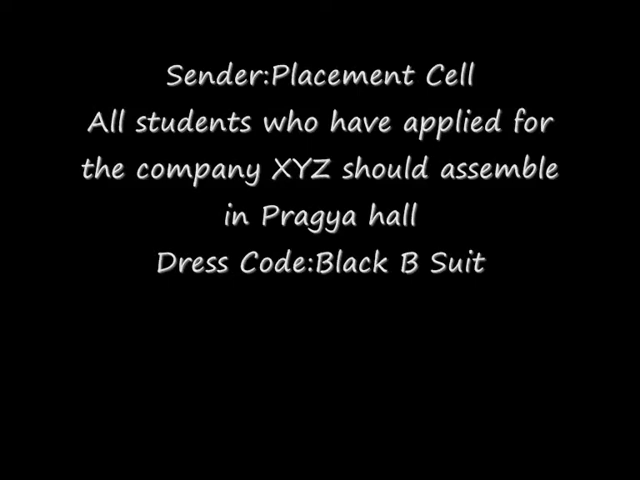 Sender:Placement Cell
All students who have applied for
the company XYZ should assemble
in Pragya hall
Dress Code:Black B Suit